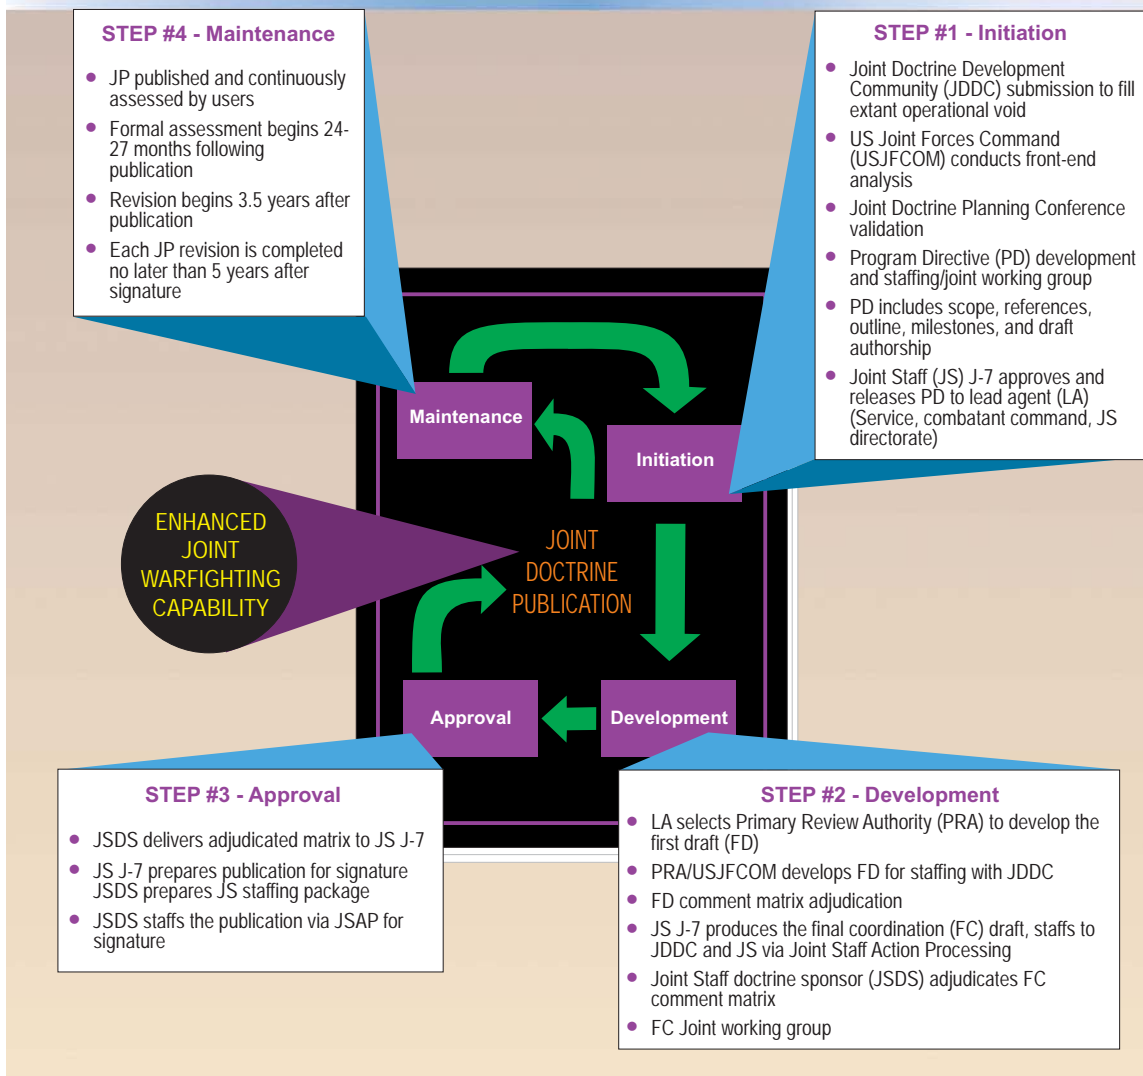 STEP #4 - Maintenance
• JP published and continuously
assessed by users
• Formal assessment begins 24-
27 months following
publication
• Revision begins 3.5 years after
publication
• Each JP revision is completed
no later than 5 years after
signature
STEP #1 - Initiation
• Joint Doctrine Development
Community (JDDC) submission to fill
extant operational void
• US Joint Forces Command
(USJFCOM) conducts front-end
analysis
• Joint Doctrine Planning Conference
validation
• Program Directive (PD) development
and staffing/joint working group
• PD includes scope, references,
outline, milestones, and draft
authorship
• Joint Staff (JS) J-7 approves and
releases PD to lead agent (LA)
(Service, combatant command, JS
directorate)
Maintenance
Initiation
ENHANCED
JOINT
WARFIGHTING
CAPABILITY
JOINT
DOCTRINE
PUBLICATION
Approval
Development
STEP #3 - Approval
• JSDS delivers adjudicated matrix to JS J-7
• JS J-7 prepares publication for signature
JSDS prepares JS staffing package
• JSDS staffs the publication via JSAP for
signature
STEP #2 - Development
• LA selects Primary Review Authority (PRA) to develop the
first draft (FD)
• PRA/USJFCOM develops FD for staffing with JDDC
• FD comment matrix adjudication
• JS J-7 produces the final coordination (FC) draft, staffs to
JDDC and JS via Joint Staff Action Processing
• Joint Staff doctrine sponsor (JSDS) adjudicates FC
comment matrix
• FC Joint working group